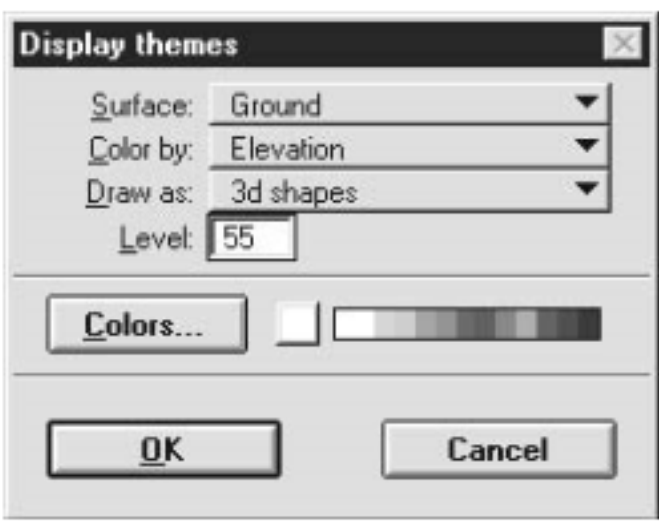 Display themes
Surface: Ground
Color by: Elevation
Draw as: 3d shapes
Level: 55
Colors...
OK Cancel